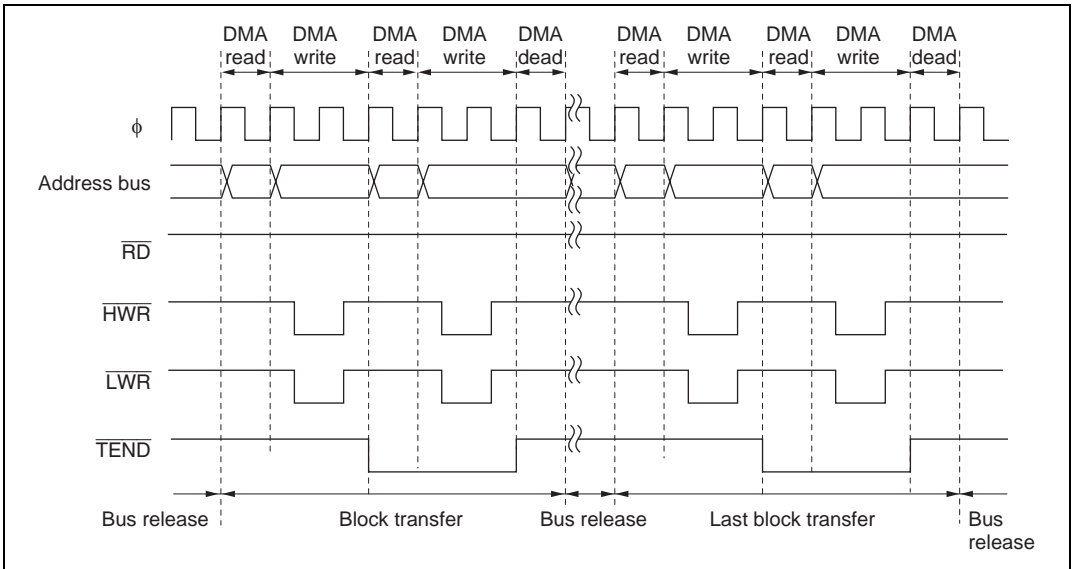 DMA DMA DMA DMA DMA DMA DMA DMA DMA DMA
read write read write dead read write read write dead
ϕ
Address bus
RD
HWR
LWR
TEND
Bus release Block transfer Bus release Last block transfer Bus
release